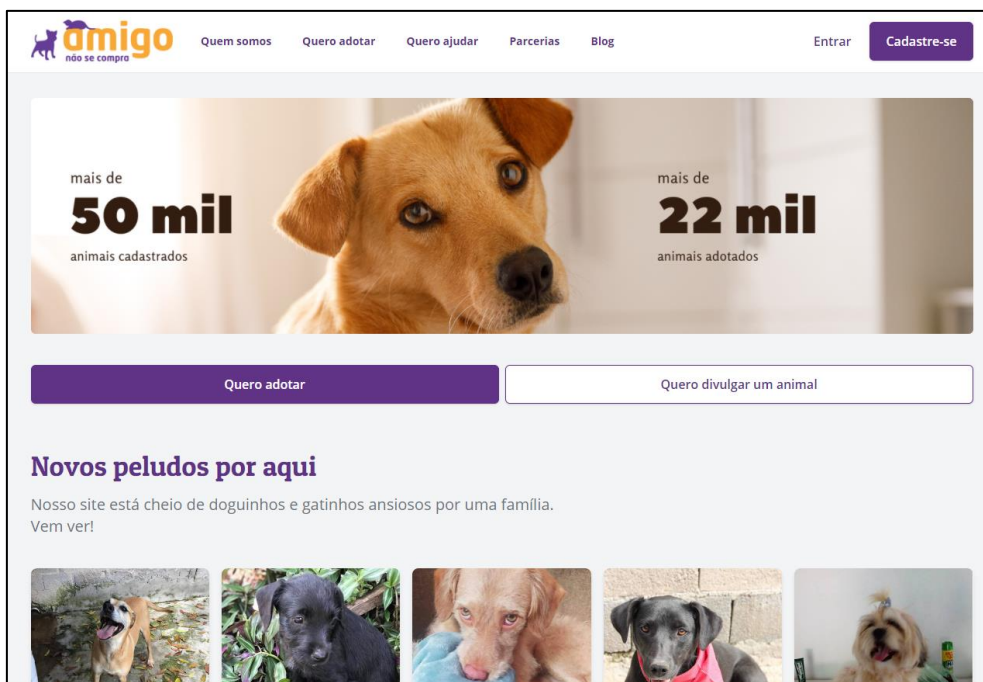 amigo
não se compra
Quem somos
Quero adotar
Quero ajudar
Parcerias
Blog
Entrar
Cadastre-se
mais de
50 mil
animais cadastrados
mais de
22 mil
animais adotados
Quero adotar
Quero divulgar um animal
Novos peludos por aqui
Nosso site está cheio de doguinhos e gatinhos ansiosos por uma família.
Vem ver!